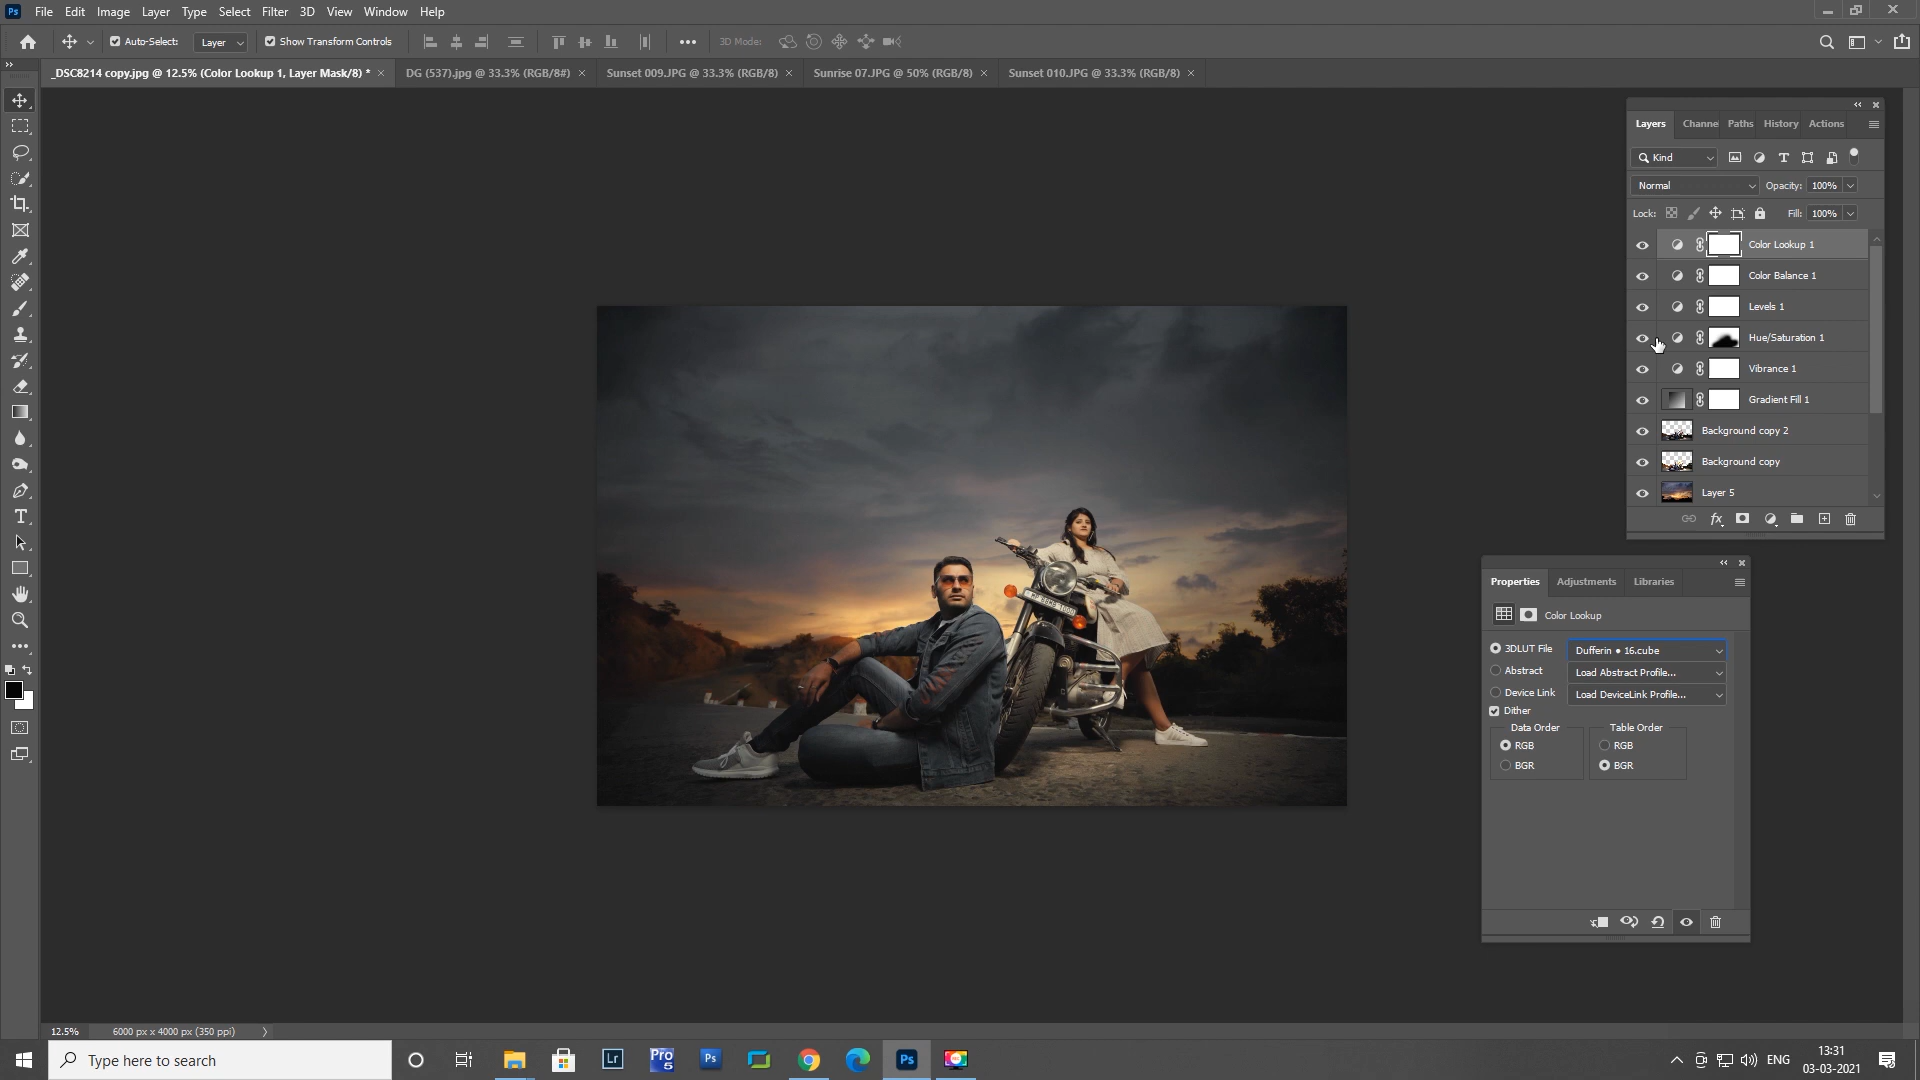 Ps File Edit Image Layer Type Select Filter 3D View Window Help
Auto-Select: Layer Show Transform Controls 3D Mode:
_DSC8214 copy.jpg @ 12.5% (Color Lookup 1, Layer Mask/8) * DG (537).jpg @ 33.3% (RGB/8#) Sunset 009.JPG @ 33.3% (RGB/8) Sunrise 07.JPG @ 50% (RGB/8) Sunset 010.JPG @ 33.3% (RGB/8)
Layers Channe Paths History Actions
Kind
Normal Opacity: 100%
Lock: Fill: 100%
Color Lookup 1
Color Balance 1
Levels 1
Hue/Saturation 1
Vibrance 1
Gradient Fill 1
Background copy 2
Background copy
Layer 5
fx
Properties Adjustments Libraries
Color Lookup
3DLUT File Dufferin • 16.cube
Abstract Load Abstract Profile...
Device Link Load DeviceLink Profile...
Dither
Data Order Table Order
RGB RGB
BGR BGR
12.5% 6000 px x 4000 px (350 ppi)
Type here to search
Lr
Pro 5
Ps
Ps
ENG
13:31
03-03-2021